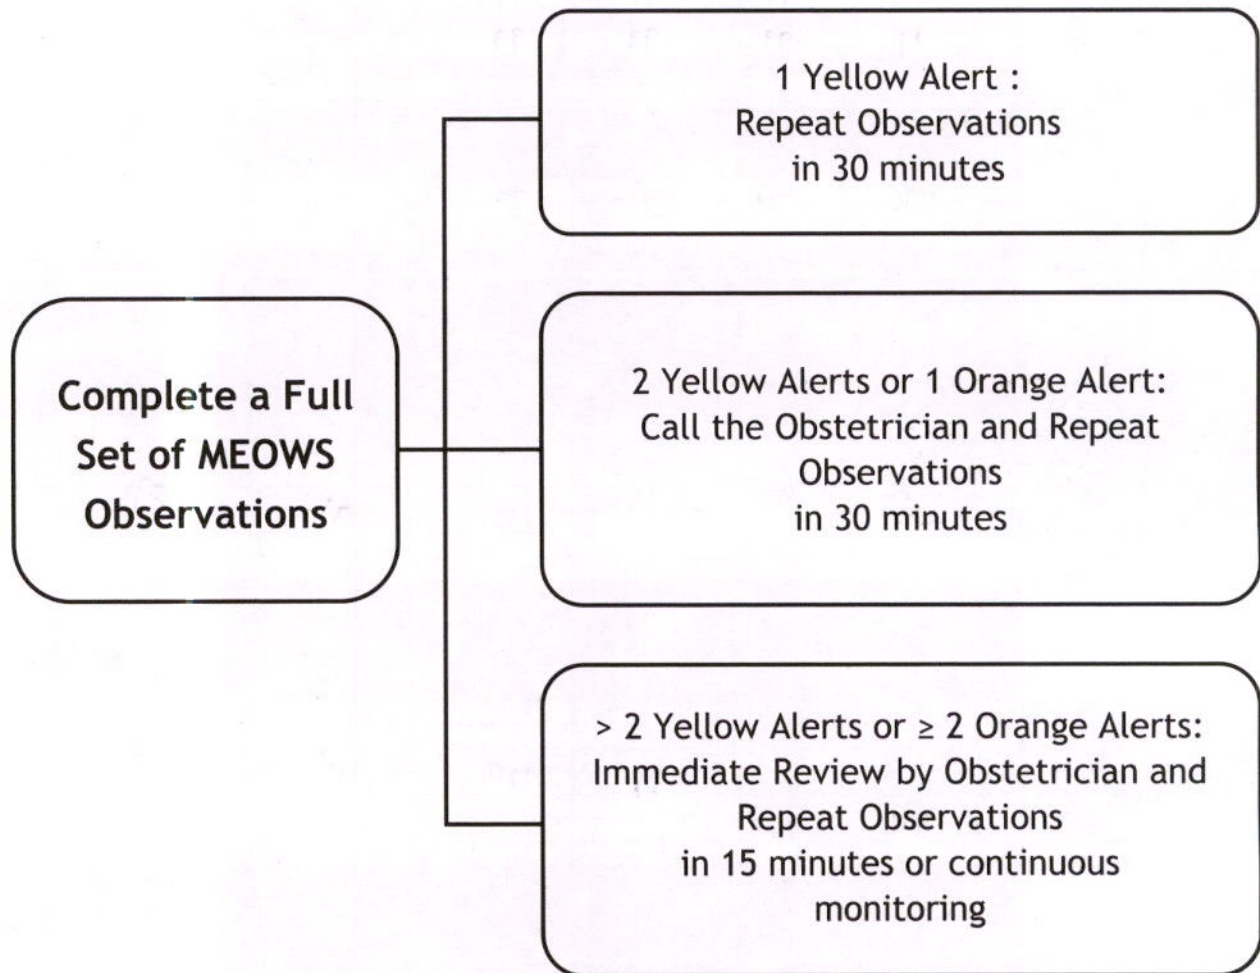 Complete a Full
Set of MEOWS
Observations
1 Yellow Alert :
Repeat Observations
in 30 minutes
2 Yellow Alerts or 1 Orange Alert:
Call the Obstetrician and Repeat
Observations
in 30 minutes
> 2 Yellow Alerts or ≥ 2 Orange Alerts:
Immediate Review by Obstetrician and
Repeat Observations
in 15 minutes or continuous
monitoring